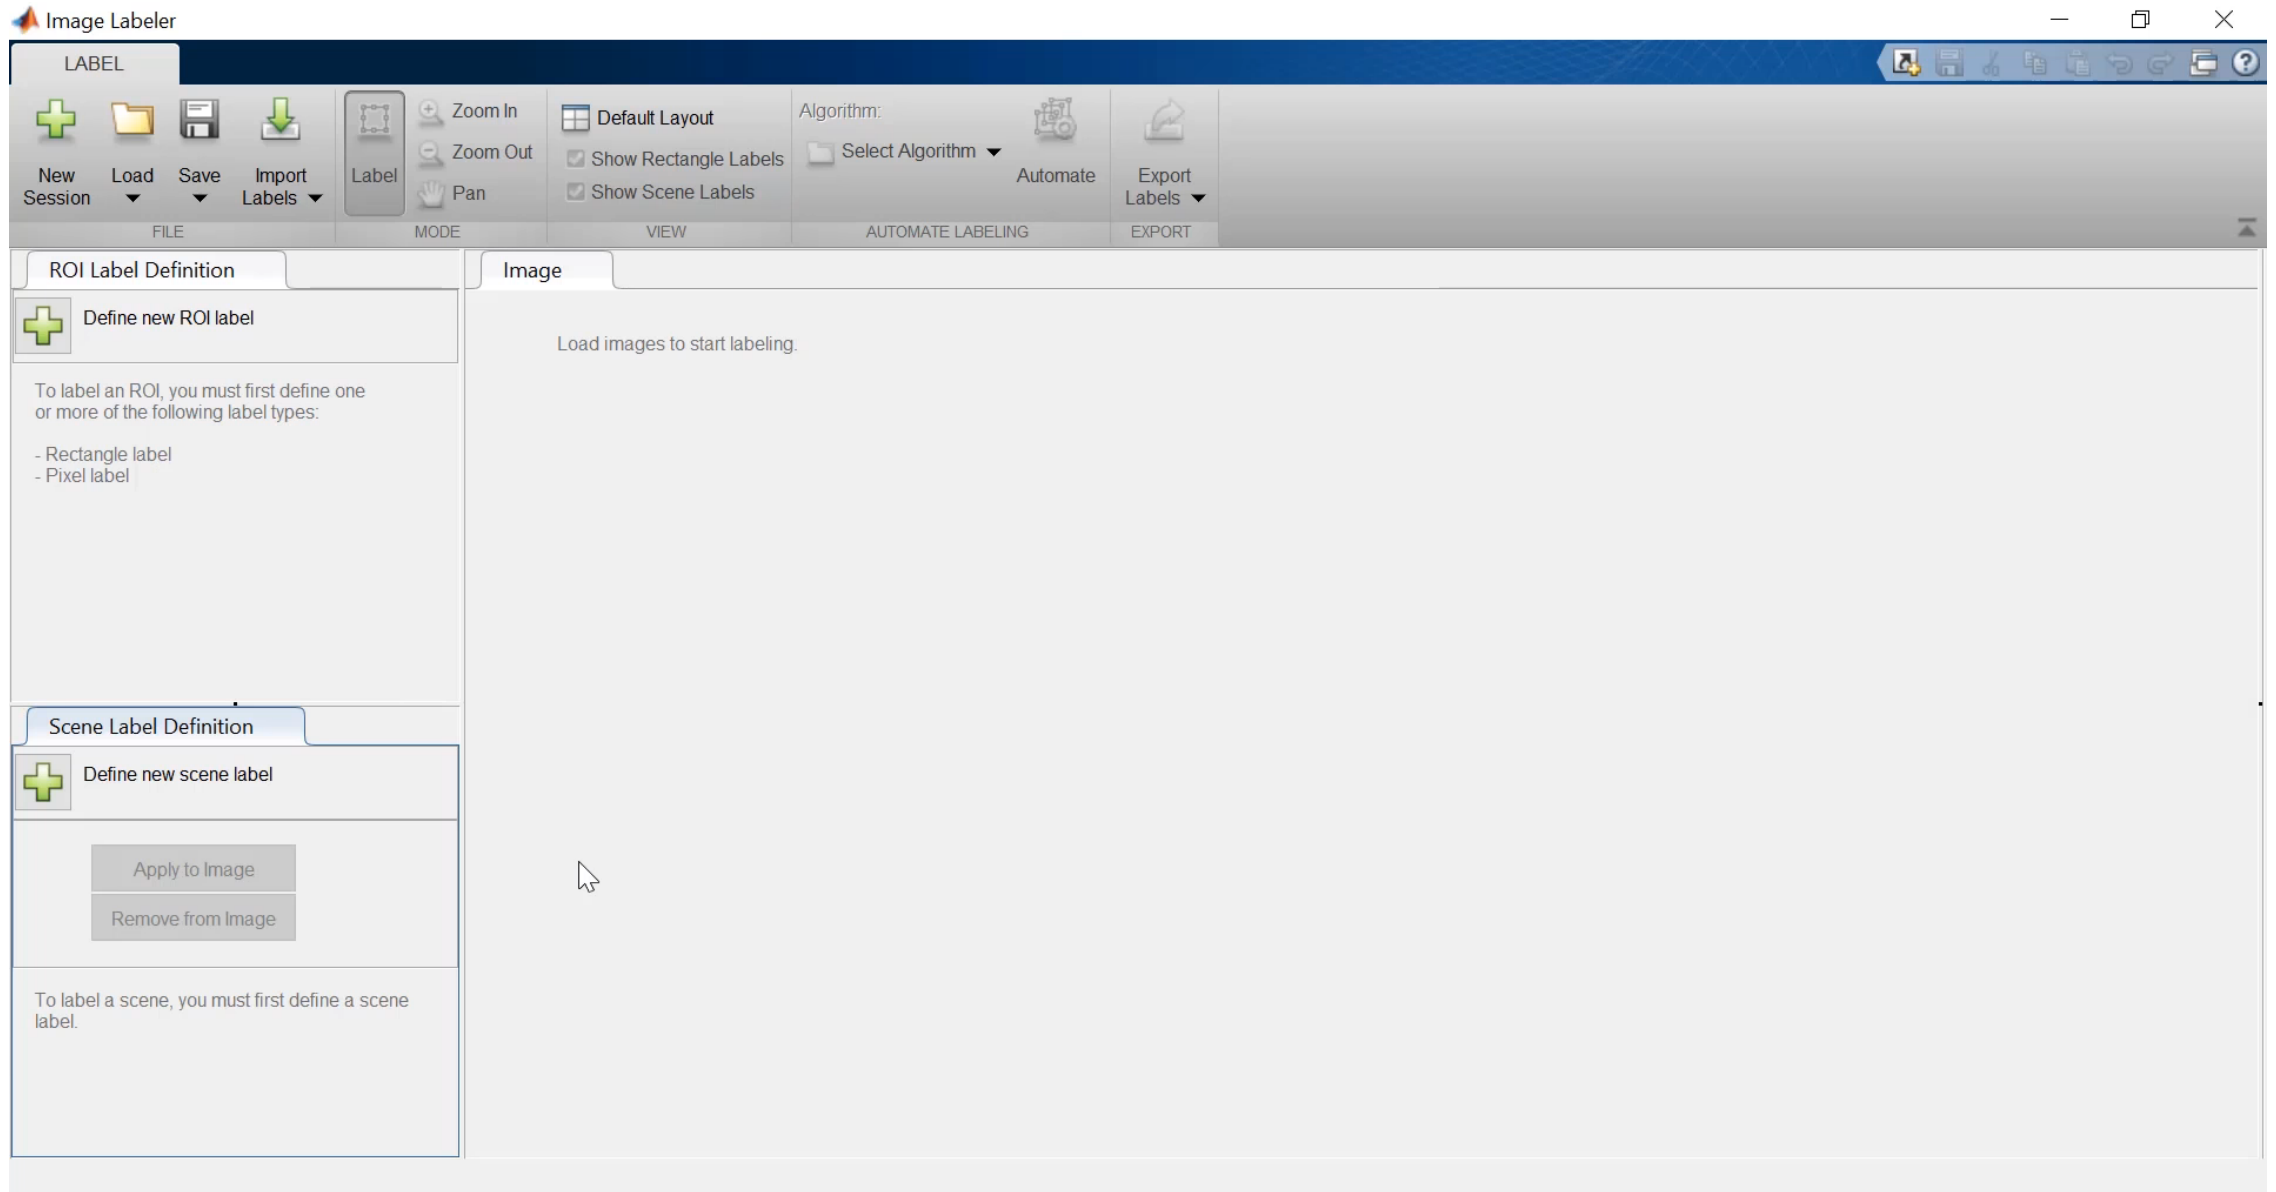 Image Labeler
LABEL
New Session
Load
Save
Import Labels
Label
Zoom In
Zoom Out
Pan
Default Layout
Show Rectangle Labels
Show Scene Labels
Algorithm:
Select Algorithm
Automate
Export Labels
FILE
MODE
VIEW
AUTOMATE LABELING
EXPORT
ROI Label Definition
Image
Define new ROI label
Load images to start labeling.
To label an ROI, you must first define one
or more of the following label types:
- Rectangle label
- Pixel label
Scene Label Definition
Define new scene label
Apply to Image
Remove from Image
To label a scene, you must first define a scene
label.